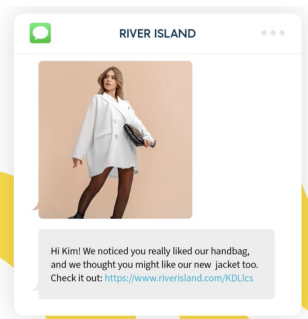 RIVER ISLAND
Hi Kim! We noticed you really liked our handbag,
and we thought you might like our new jacket too.
Check it out: https://www.riverisland.com/KDLlcs